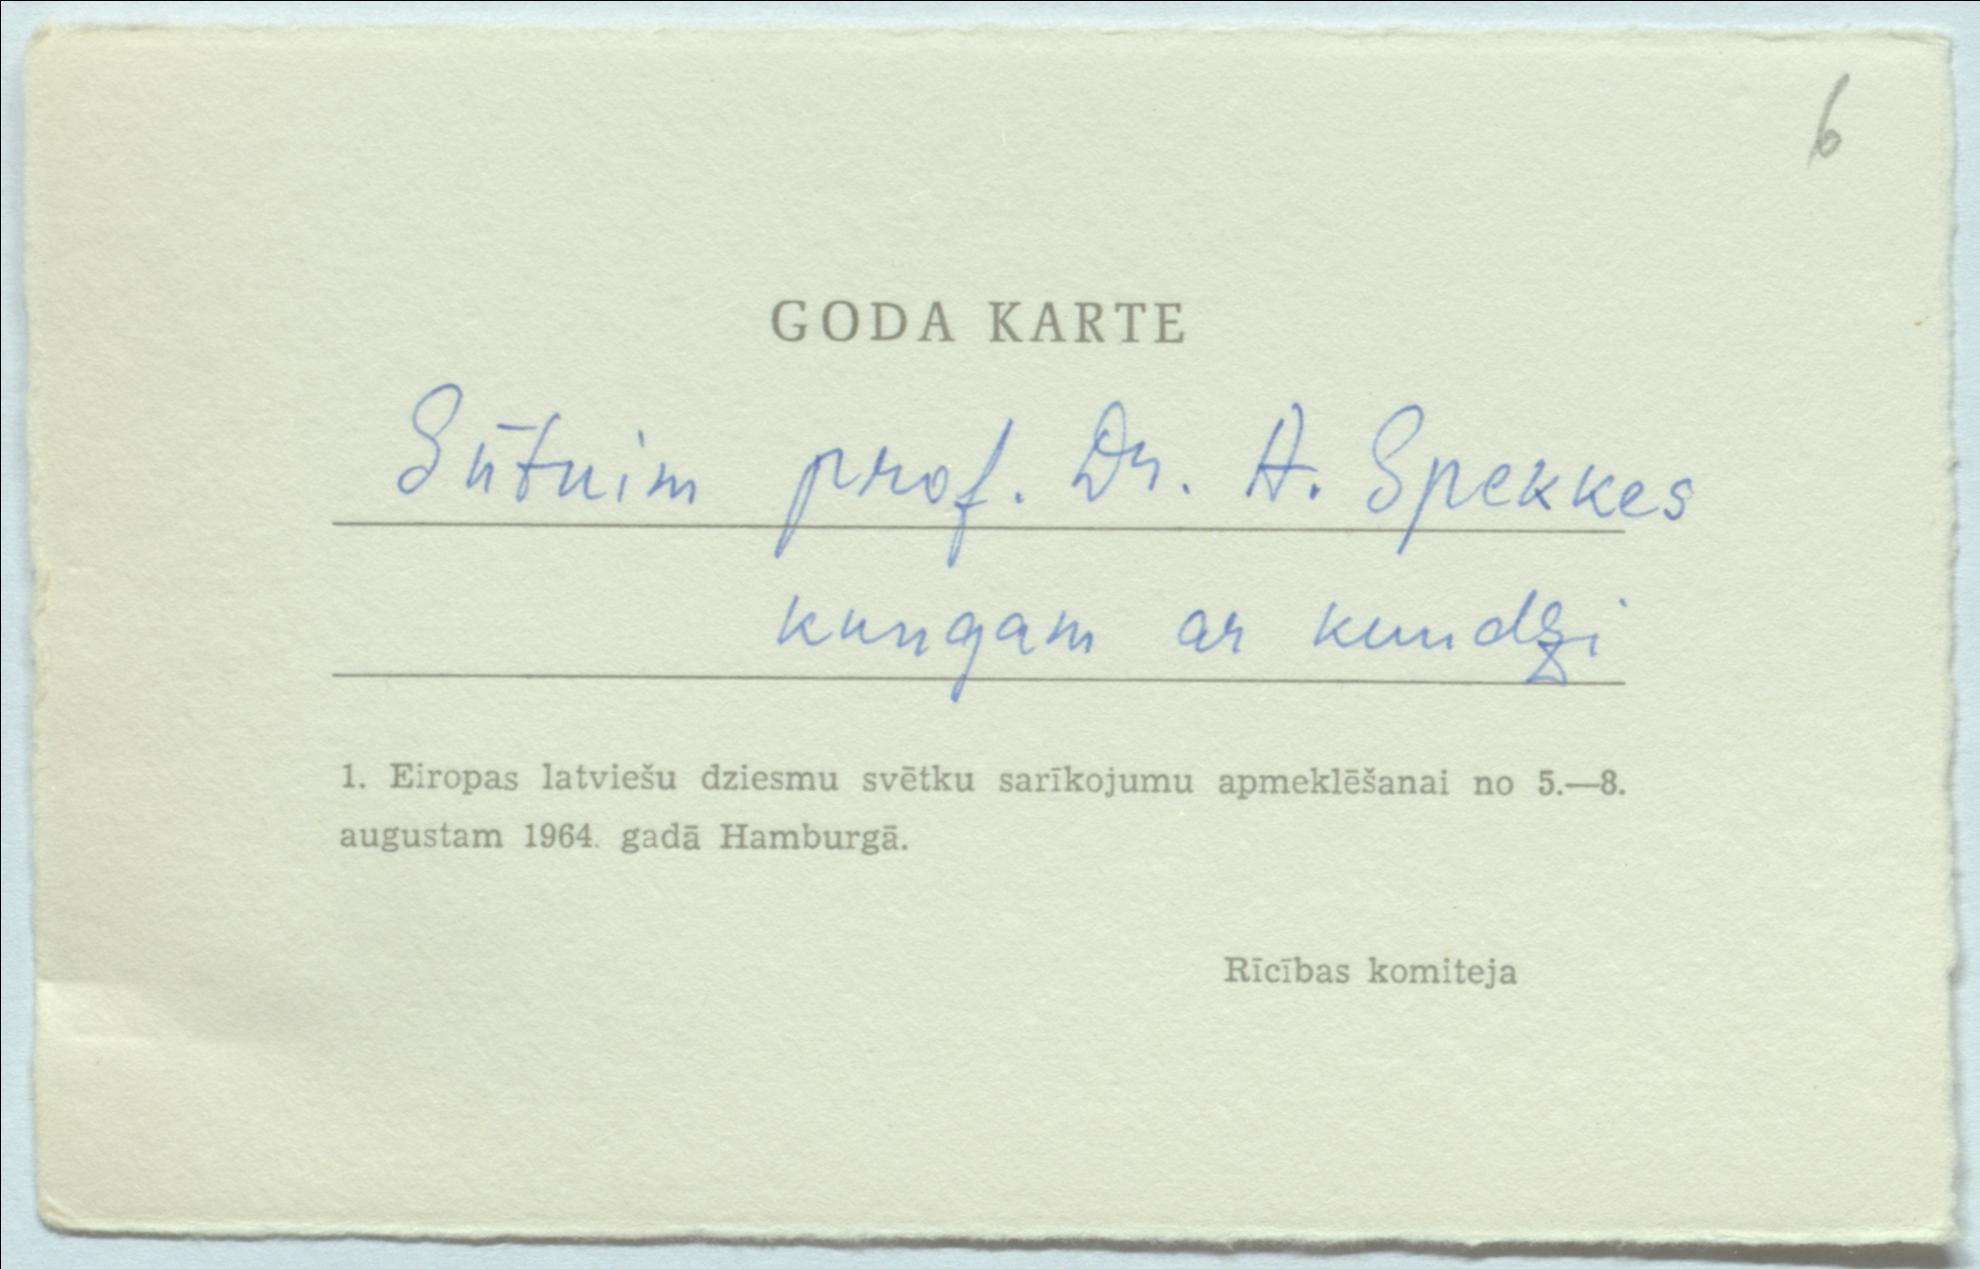 6
GODA KARTE
Sūtnim prof. Dr. A. Spekkes
kungam ar kundzi
1. Eiropas latviešu dziesmu svētku sarīkojumu apmeklēšanai no 5.—8.
augustam 1964. gadā Hamburgā.
Rīcības komiteja